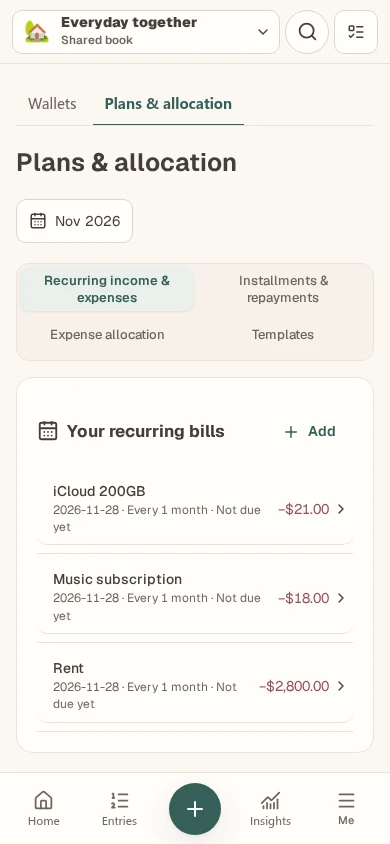 Everyday together
Shared book
Wallets
Plans & allocation
Plans & allocation
Nov 2026
Recurring income &
expenses
Installments &
repayments
Expense allocation
Templates
Your recurring bills
Add
iCloud 200GB
2026-11-28 · Every 1 month · Not due
yet
−$21.00
Music subscription
2026-11-28 · Every 1 month · Not due
yet
−$18.00
Rent
2026-11-28 · Every 1 month · Not
due yet
−$2,800.00
Home
Entries
Insights
Me